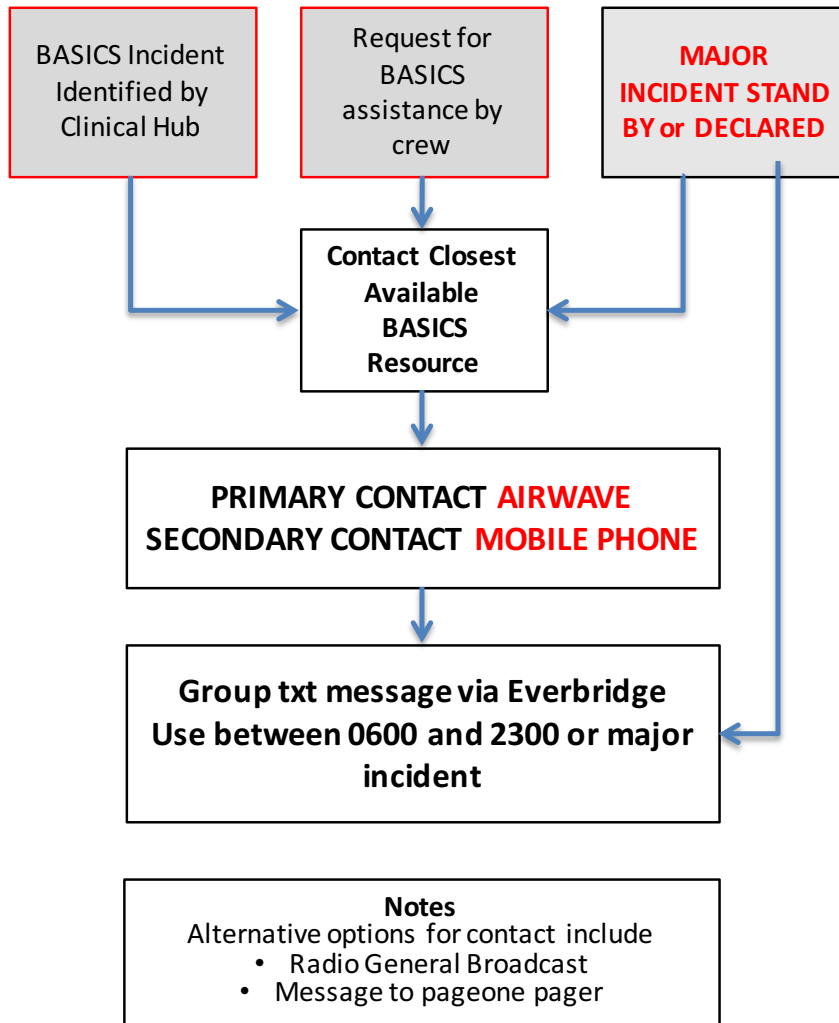 BASICS Incident
Identified by
Clinical Hub
Request for
BASICS
assistance by
crew
MAJOR
INCIDENT STAND
BY or DECLARED
Contact Closest
Available
BASICS
Resource
PRIMARY CONTACT AIRWAVE
SECONDARY CONTACT MOBILE PHONE
Group txt message via Everbridge
Use between 0600 and 2300 or major
incident
Notes
Alternative options for contact include
• Radio General Broadcast
• Message to pageone pager